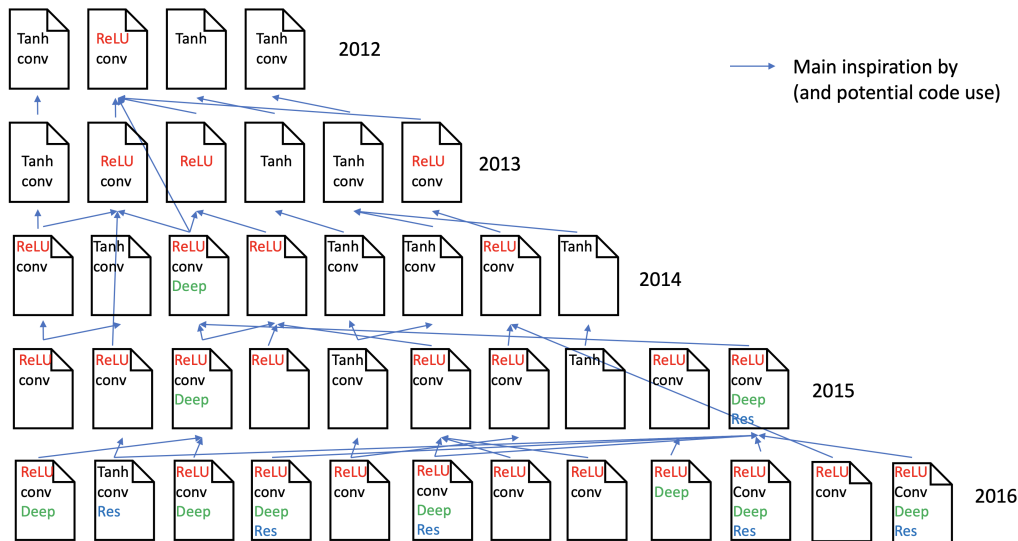 Tanh
conv
ReLU
conv
Tanh
Tanh
conv
2012
Main inspiration by
(and potential code use)
Tanh
conv
ReLU
conv
ReLU
Tanh
Tanh
conv
ReLU
conv
2013
ReLU
conv
Tanh
conv
ReLU
conv
Deep
ReLU
Tanh
conv
Tanh
conv
ReLU
conv
Tanh
2014
ReLU
conv
ReLU
conv
ReLU
conv
Deep
ReLU
Tanh
conv
ReLU
conv
ReLU
conv
Tanh
ReLU
conv
ReLU
conv
Deep
Res
2015
ReLU
conv
Deep
Tanh
conv
Res
ReLU
conv
Deep
ReLU
conv
Deep
Res
ReLU
conv
ReLU
conv
Deep
Res
ReLU
conv
ReLU
conv
ReLU
Deep
ReLU
Conv
Deep
Res
ReLU
conv
ReLU
Conv
Deep
Res
2016